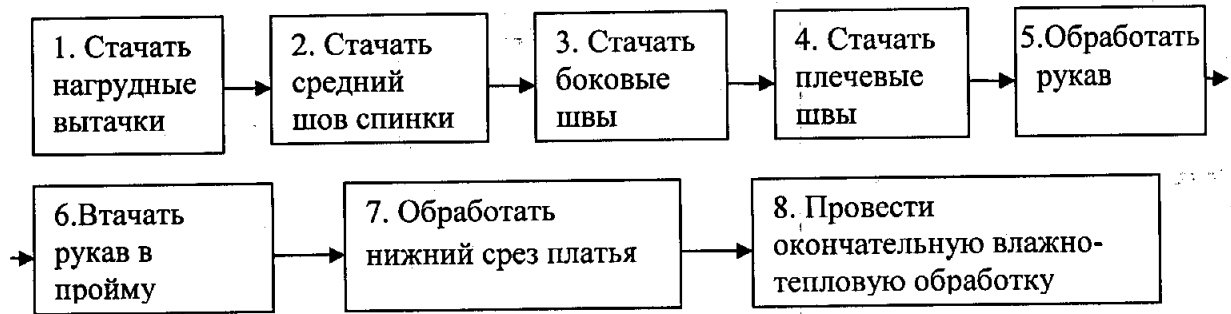 1. Стачать
нагрудные
вытачки
2. Стачать
средний
шов спинки
3. Стачать
боковые
швы
4. Стачать
плечевые
швы
5.Обработать
рукав
6.Втачать
рукав в
пройму
7. Обработать
нижний срез платья
8. Провести
окончательную влажно-
тепловую обработку